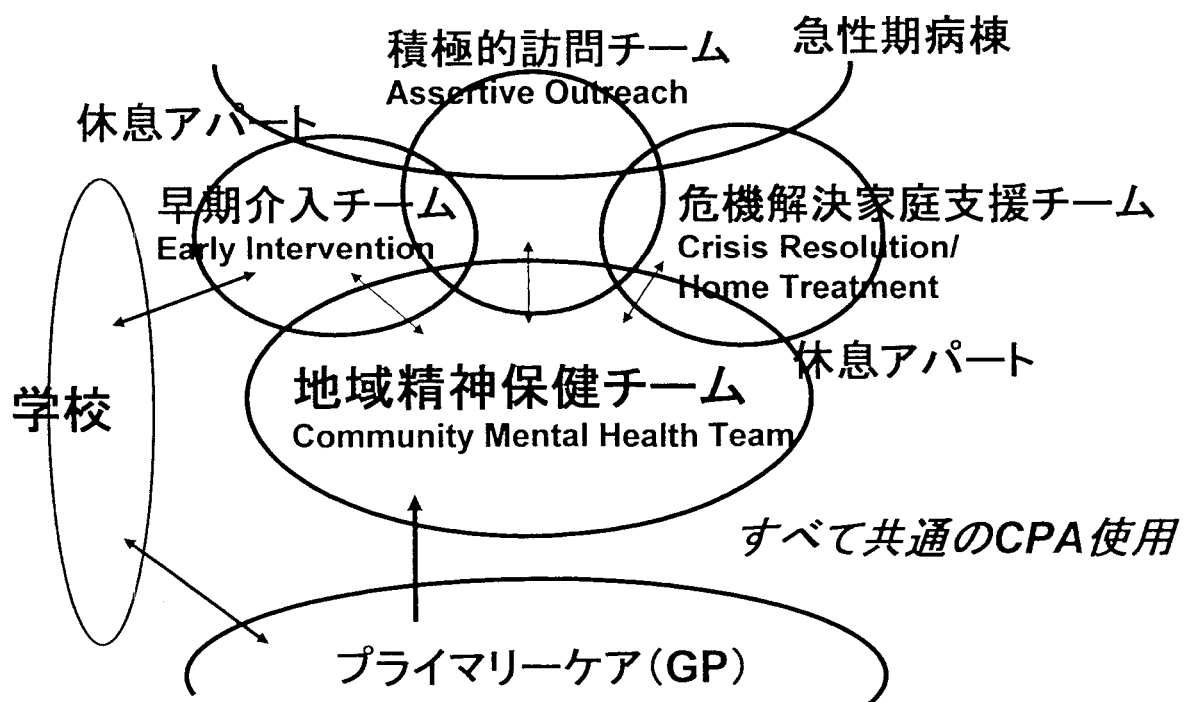 積極的訪問チーム
Assertive Outreach
急性期病棟
休息アパート
早期介入チーム
Early Intervention
危機解決家庭支援チーム
Crisis Resolution/
Home Treatment
休息アパート
学校
地域精神保健チーム
Community Mental Health Team
すべて共通のCPA使用
プライマリーケア(GP)